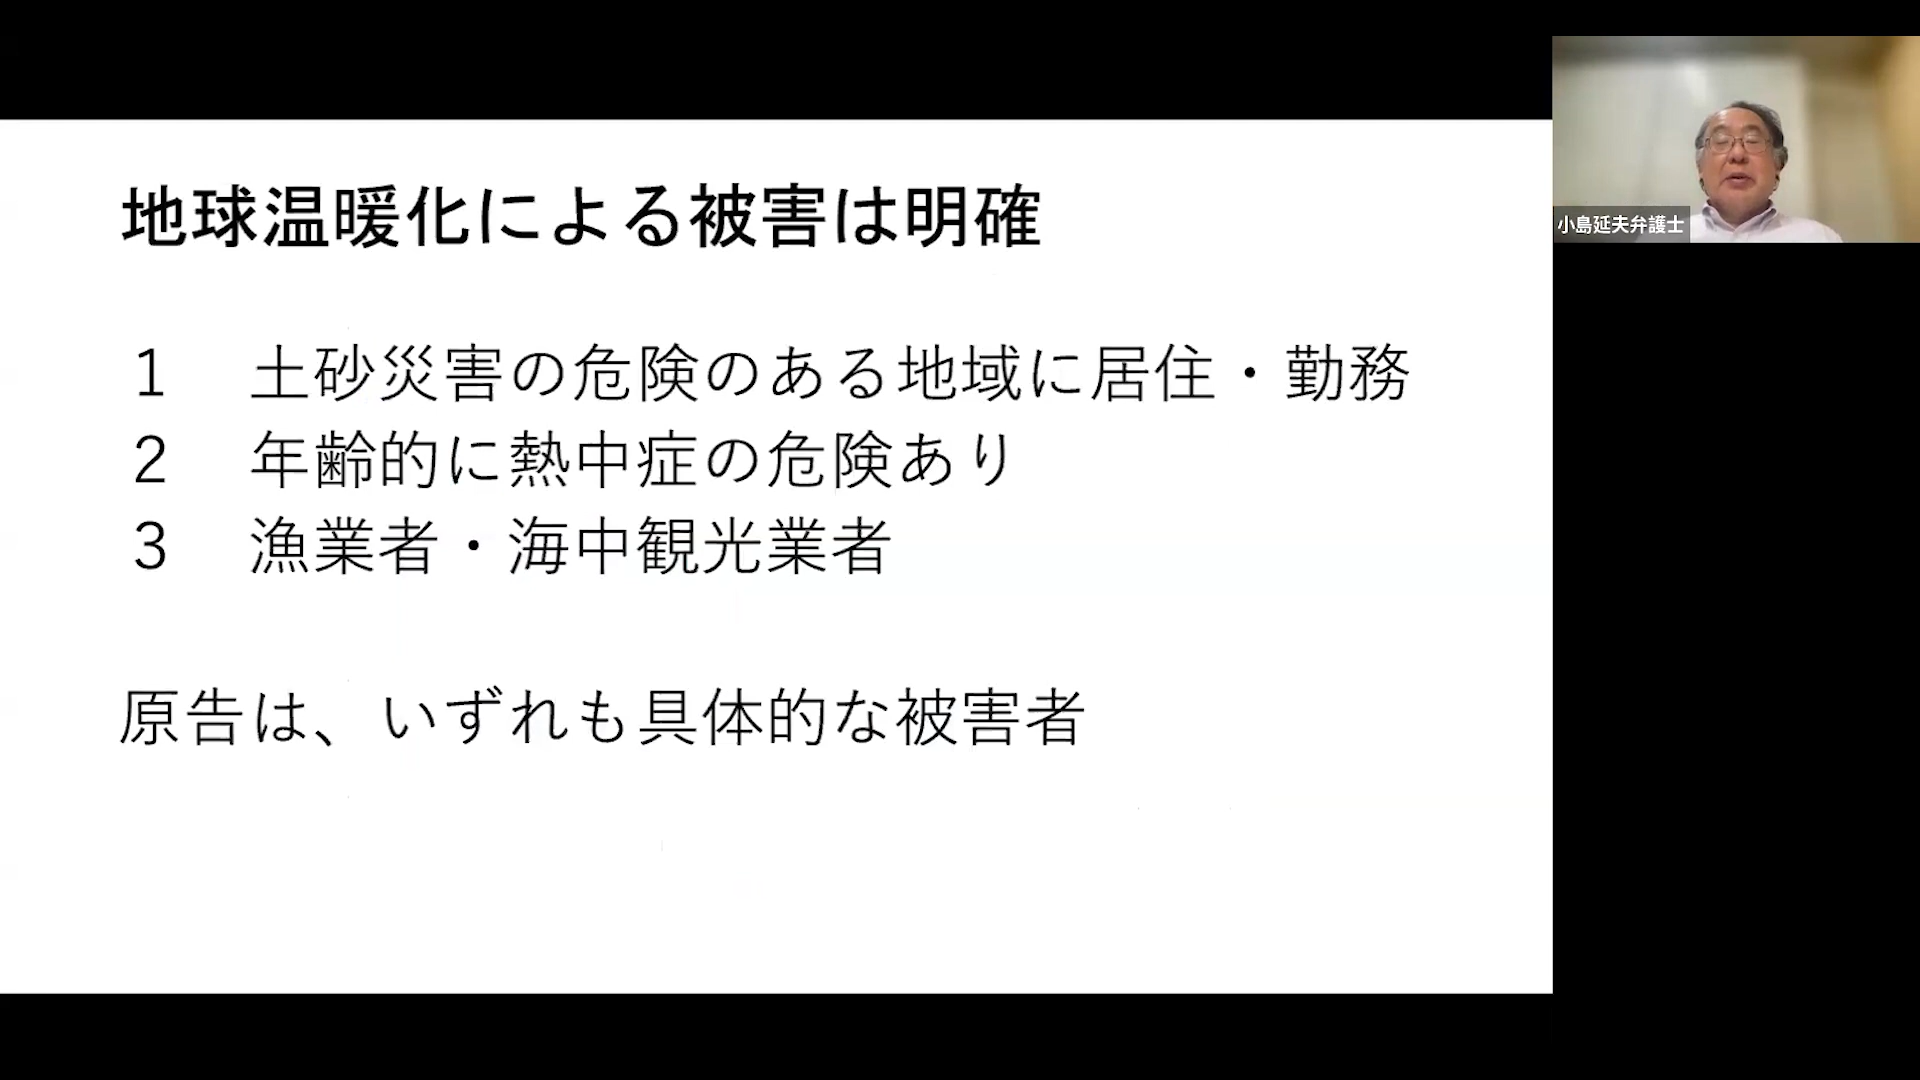 地球温暖化による被害は明確
1 土砂災害の危険のある地域に居住・勤務
2 年齢的に熱中症の危険あり
3 漁業者・海中観光業者
原告は、いずれも具体的な被害者
小島延夫弁護士